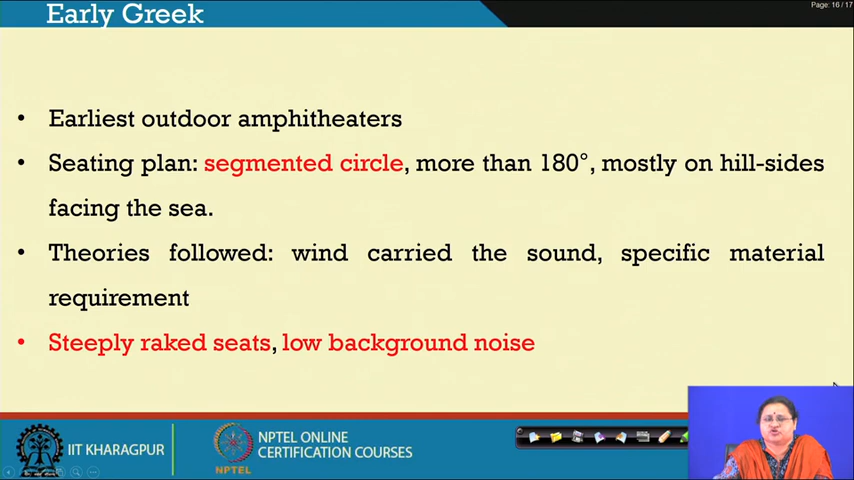 Page: 16 / 17
Early Greek
• Earliest outdoor amphitheaters
• Seating plan: segmented circle, more than 180°, mostly on hill-sides
facing the sea.
• Theories followed: wind carried the sound, specific material
requirement
• Steeply raked seats, low background noise
IIT KHARAGPUR
NPTEL
NPTEL ONLINE
CERTIFICATION COURSES